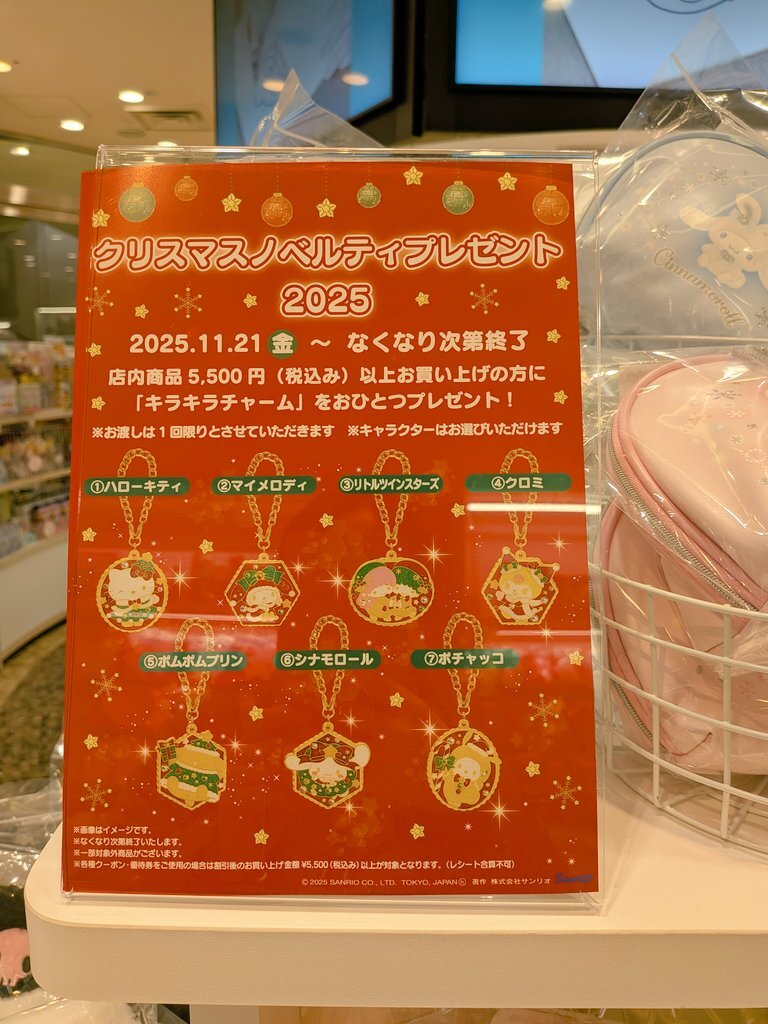 クリスマスノベルティプレゼント
2025
2025.11.21 金 ～ なくなり次第終了
店内商品 5,500 円（税込み）以上お買い上げの方に
「キラキラチャーム」をおひとつプレゼント！
※お渡しは1回限りとさせていただきます ※キャラクターはお選びいただけます
①ハローキティ ②マイメロディ ③リトルツインスターズ ④クロミ
⑤ポムポムプリン ⑥シナモロール ⑦ポチャッコ
※画像はイメージです。
※なくなり次第終了いたします。
※一部対象外商品がございます。
※各種クーポン・優待券をご使用の場合は割引後のお買い上げ金額¥5,500（税込み）以上が対象となります。（レシート合算不可）
© 2025 SANRIO CO., LTD. TOKYO, JAPAN Ⓗ 著作 株式会社サンリオ
Cinnamoroll